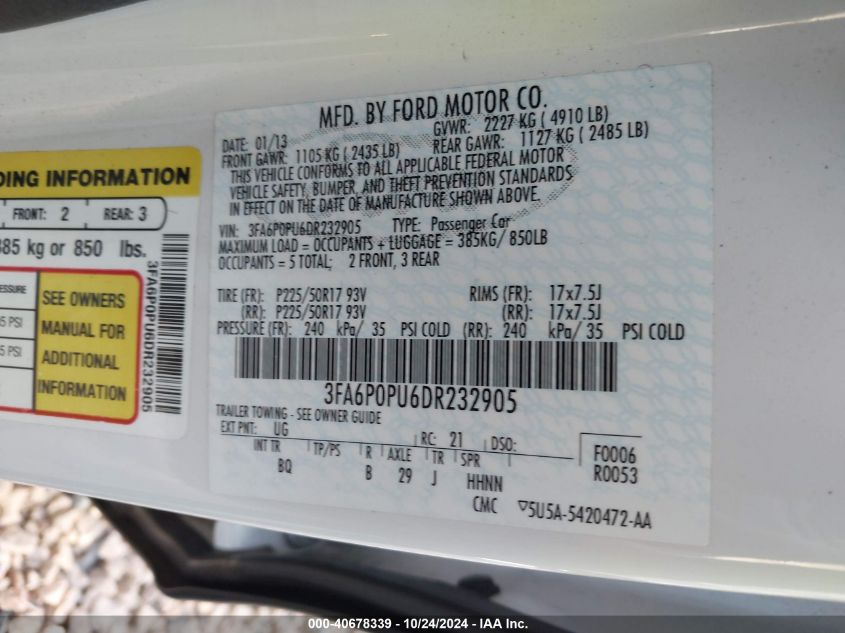 MFD. BY FORD MOTOR CO.
DATE: 01/13 GVWR: 2227 KG ( 4910 LB)
FRONT GAWR: 1105 KG ( 2435 LB) REAR GAWR: 1127 KG ( 2485 LB)
THIS VEHICLE CONFORMS TO ALL APPLICABLE FEDERAL MOTOR
VEHICLE SAFETY, BUMPER, AND THEFT PREVENTION STANDARDS
IN EFFECT ON THE DATE OF MANUFACTURE SHOWN ABOVE.
VIN: 3FA6P0PU6DR232905 TYPE: Passenger Car
MAXIMUM LOAD = OCCUPANTS + LUGGAGE = 385KG/ 850LB
OCCUPANTS = 5 TOTAL; 2 FRONT, 3 REAR
TIRE (FR): P225/50R17 93V RIMS (FR): 17x7.5J
(RR): P225/50R17 93V (RR): 17x7.5J
PRESSURE (FR): 240 kPa/ 35 PSI COLD (RR): 240 kPa/ 35 PSI COLD
3FA6P0PU6DR232905
TRAILER TOWING - SEE OWNER GUIDE
EXT PNT: UG RC: 21 DSO: F0006
INT TR TP/PS R AXLE TR SPR R0053
BQ B 29 J HHNN
CMC ▽5U5A-5420472-AA
DING INFORMATION
FRONT: 2 REAR: 3
385 kg or 850 lbs.
SEE OWNERS
MANUAL FOR
ADDITIONAL
INFORMATION
5 PSI
5 PSI
3FA6P0PU6DR232905
<<<40678339 / 10/24/2024 - IAA Inc.